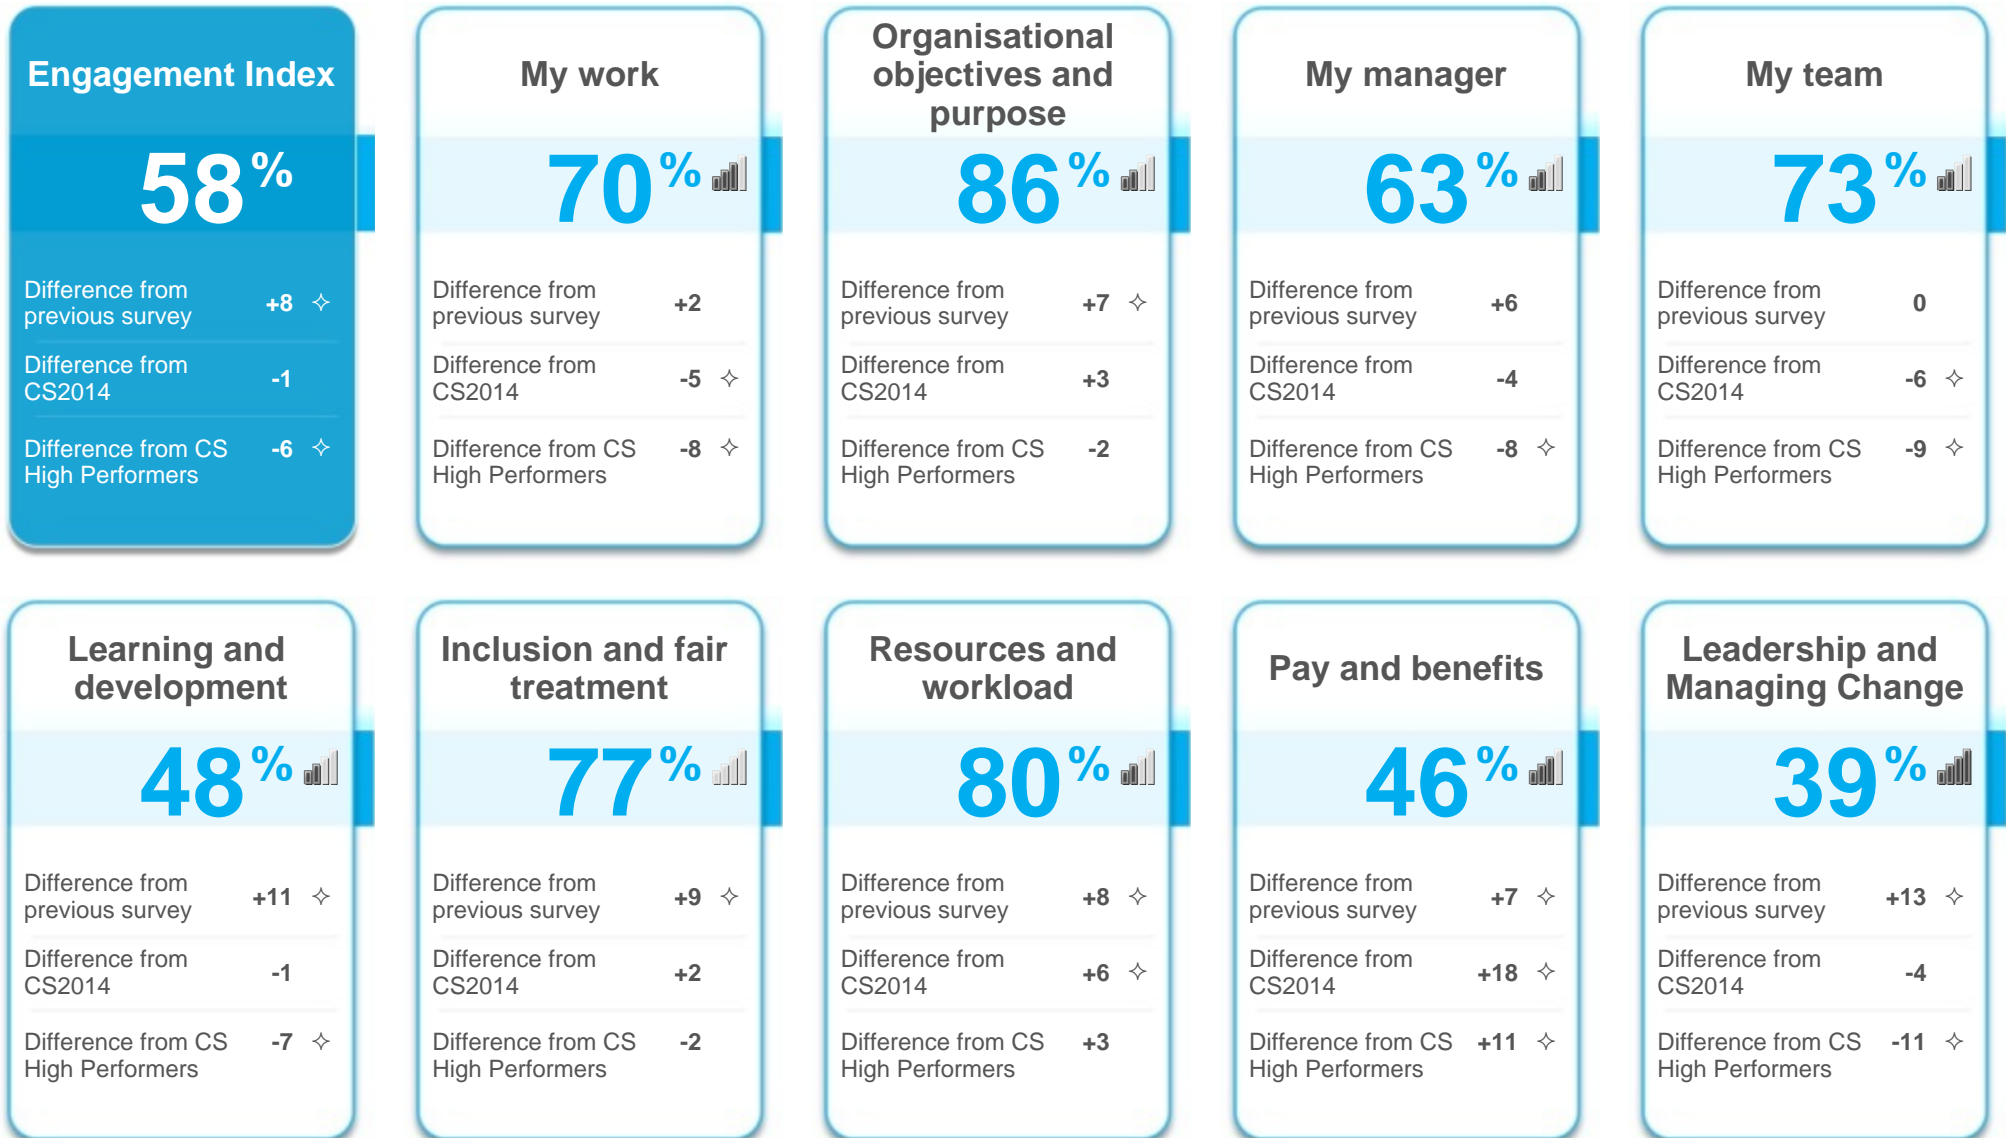 Engagement Index
58%
Difference from
previous survey
+8 ✧
Difference from
CS2014
-1
Difference from CS
High Performers
-6 ✧
My work
70%
Difference from
previous survey
+2
Difference from
CS2014
-5 ✧
Difference from CS
High Performers
-8 ✧
Organisational
objectives and
purpose
86%
Difference from
previous survey
+7 ✧
Difference from
CS2014
+3
Difference from CS
High Performers
-2
My manager
63%
Difference from
previous survey
+6
Difference from
CS2014
-4
Difference from CS
High Performers
-8 ✧
My team
73%
Difference from
previous survey
0
Difference from
CS2014
-6 ✧
Difference from CS
High Performers
-9 ✧
Learning and
development
48%
Difference from
previous survey
+11 ✧
Difference from
CS2014
-1
Difference from CS
High Performers
-7 ✧
Inclusion and fair
treatment
77%
Difference from
previous survey
+9 ✧
Difference from
CS2014
+2
Difference from CS
High Performers
-2
Resources and
workload
80%
Difference from
previous survey
+8 ✧
Difference from
CS2014
+6 ✧
Difference from CS
High Performers
+3
Pay and benefits
46%
Difference from
previous survey
+7 ✧
Difference from
CS2014
+18 ✧
Difference from CS
High Performers
+11 ✧
Leadership and
Managing Change
39%
Difference from
previous survey
+13 ✧
Difference from
CS2014
-4
Difference from CS
High Performers
-11 ✧